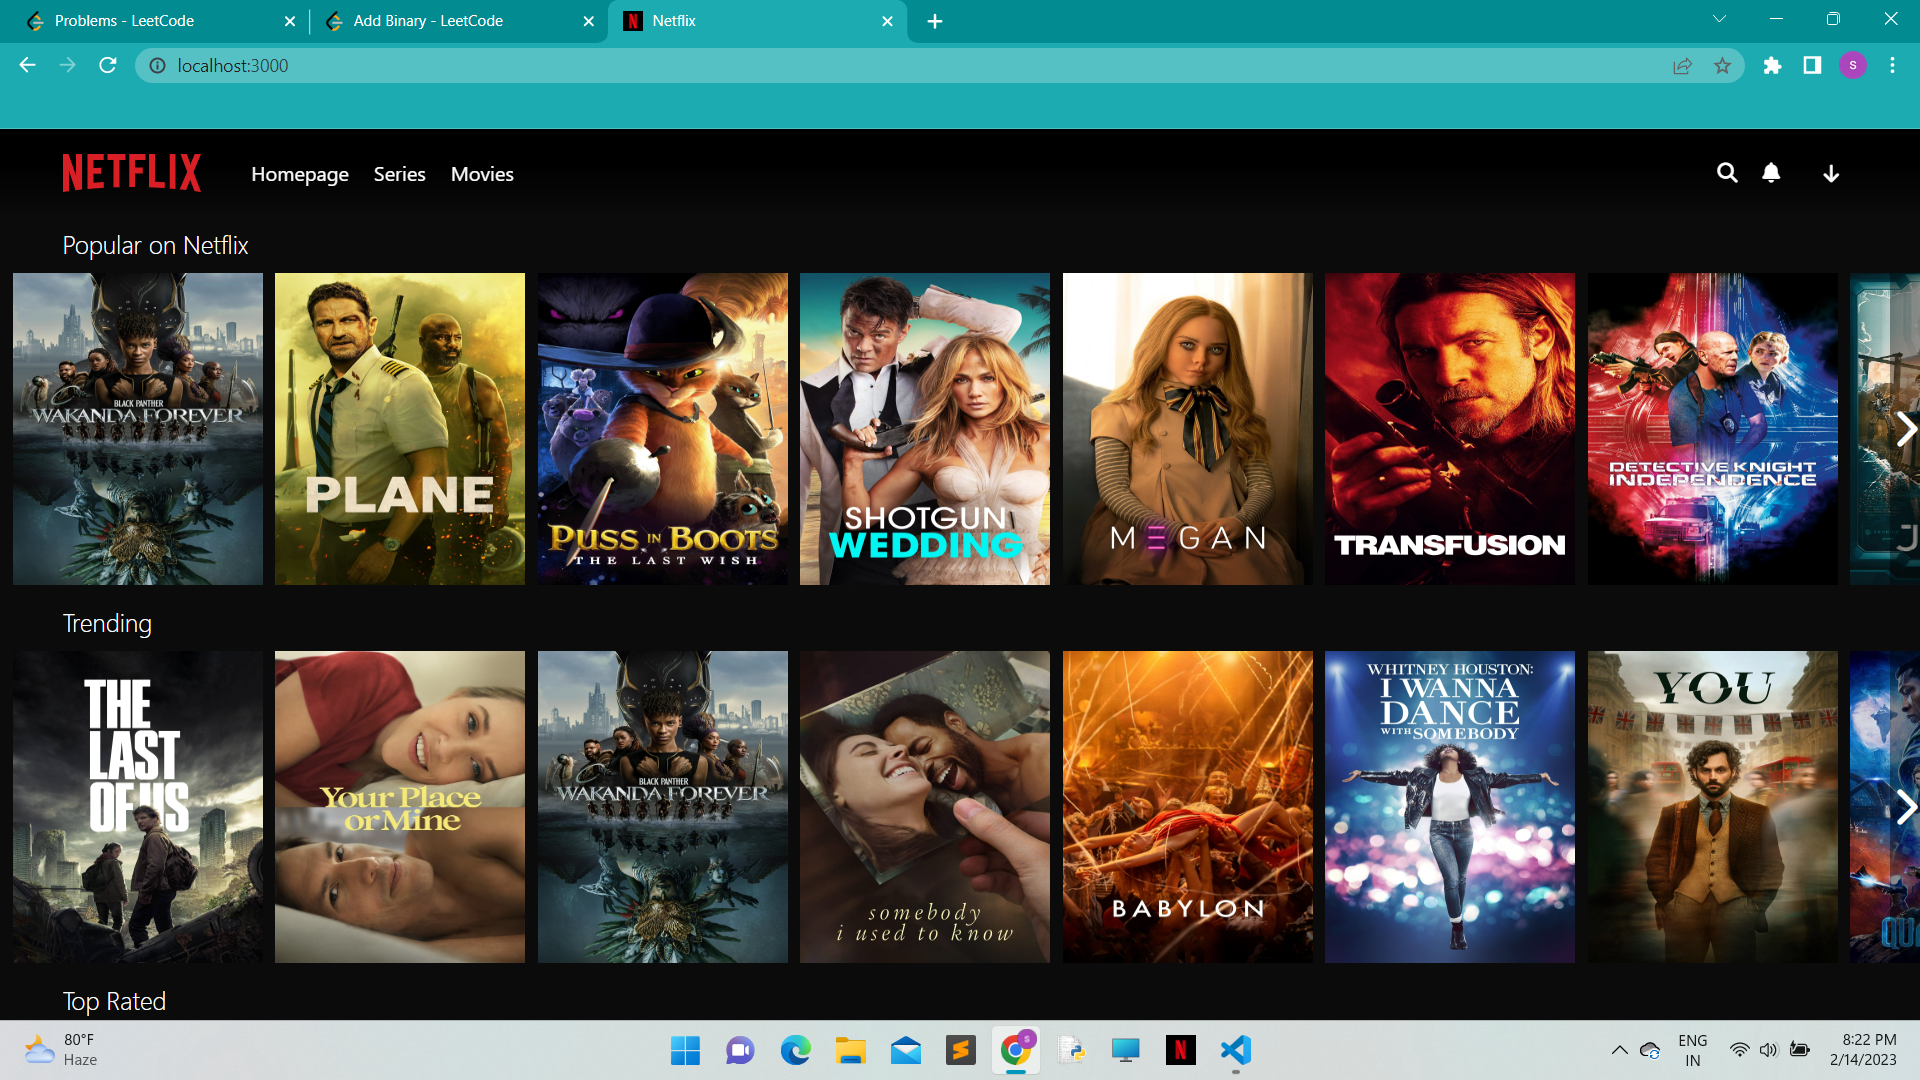 Problems - LeetCode
Add Binary - LeetCode
Netflix
localhost:3000
S
NETFLIX
Homepage
Series
Movies
Popular on Netflix
BLACK PANTHER
WAKANDA FOREVER
PLANE
PUSS IN BOOTS
THE LAST WISH
SHOTGUN
WEDDING
M Ǝ G A N
TRANSFUSION
DETECTIVE KNIGHT
INDEPENDENCE
J
Trending
THE
LAST
OF US
Your Place
or Mine
BLACK PANTHER
WAKANDA FOREVER
somebody
i used to know
BABYLON
WHITNEY HOUSTON:
I WANNA
DANCE
WITH SOMEBODY
YOU
QU
Top Rated
80°F
Haze
S
ENG
IN
8:22 PM
2/14/2023